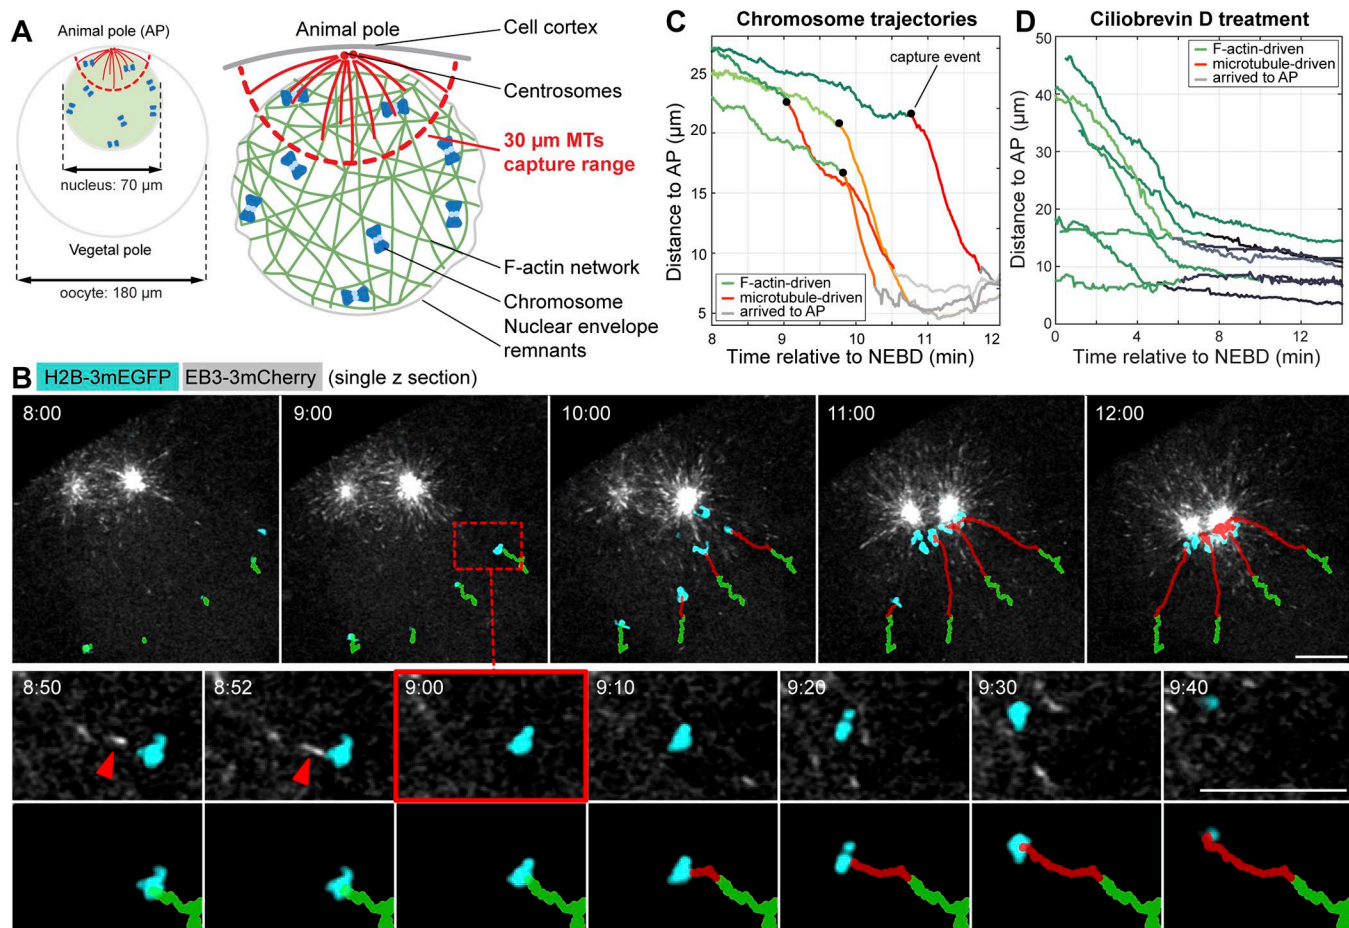 A
Animal pole (AP)
nucleus: 70 µm
Vegetal pole
oocyte: 180 µm
Animal pole
Cell cortex
Centrosomes
30 µm MTs
capture range
F-actin network
Chromosome
Nuclear envelope
remnants
C
Chromosome trajectories
capture event
Distance to AP (µm)
25
20
15
10
5
F-actin-driven
microtubule-driven
arrived to AP
8
9
10
11
12
Time relative to NEBD (min)
D
Ciliobrevin D treatment
Distance to AP (µm)
50
40
30
20
10
0
F-actin-driven
microtubule-driven
arrived to AP
0
4
8
12
Time relative to NEBD (min)
B
H2B-3mEGFP EB3-3mCherry (single z section)
8:00
9:00
10:00
11:00
12:00
8:50
8:52
9:00
9:10
9:20
9:30
9:40